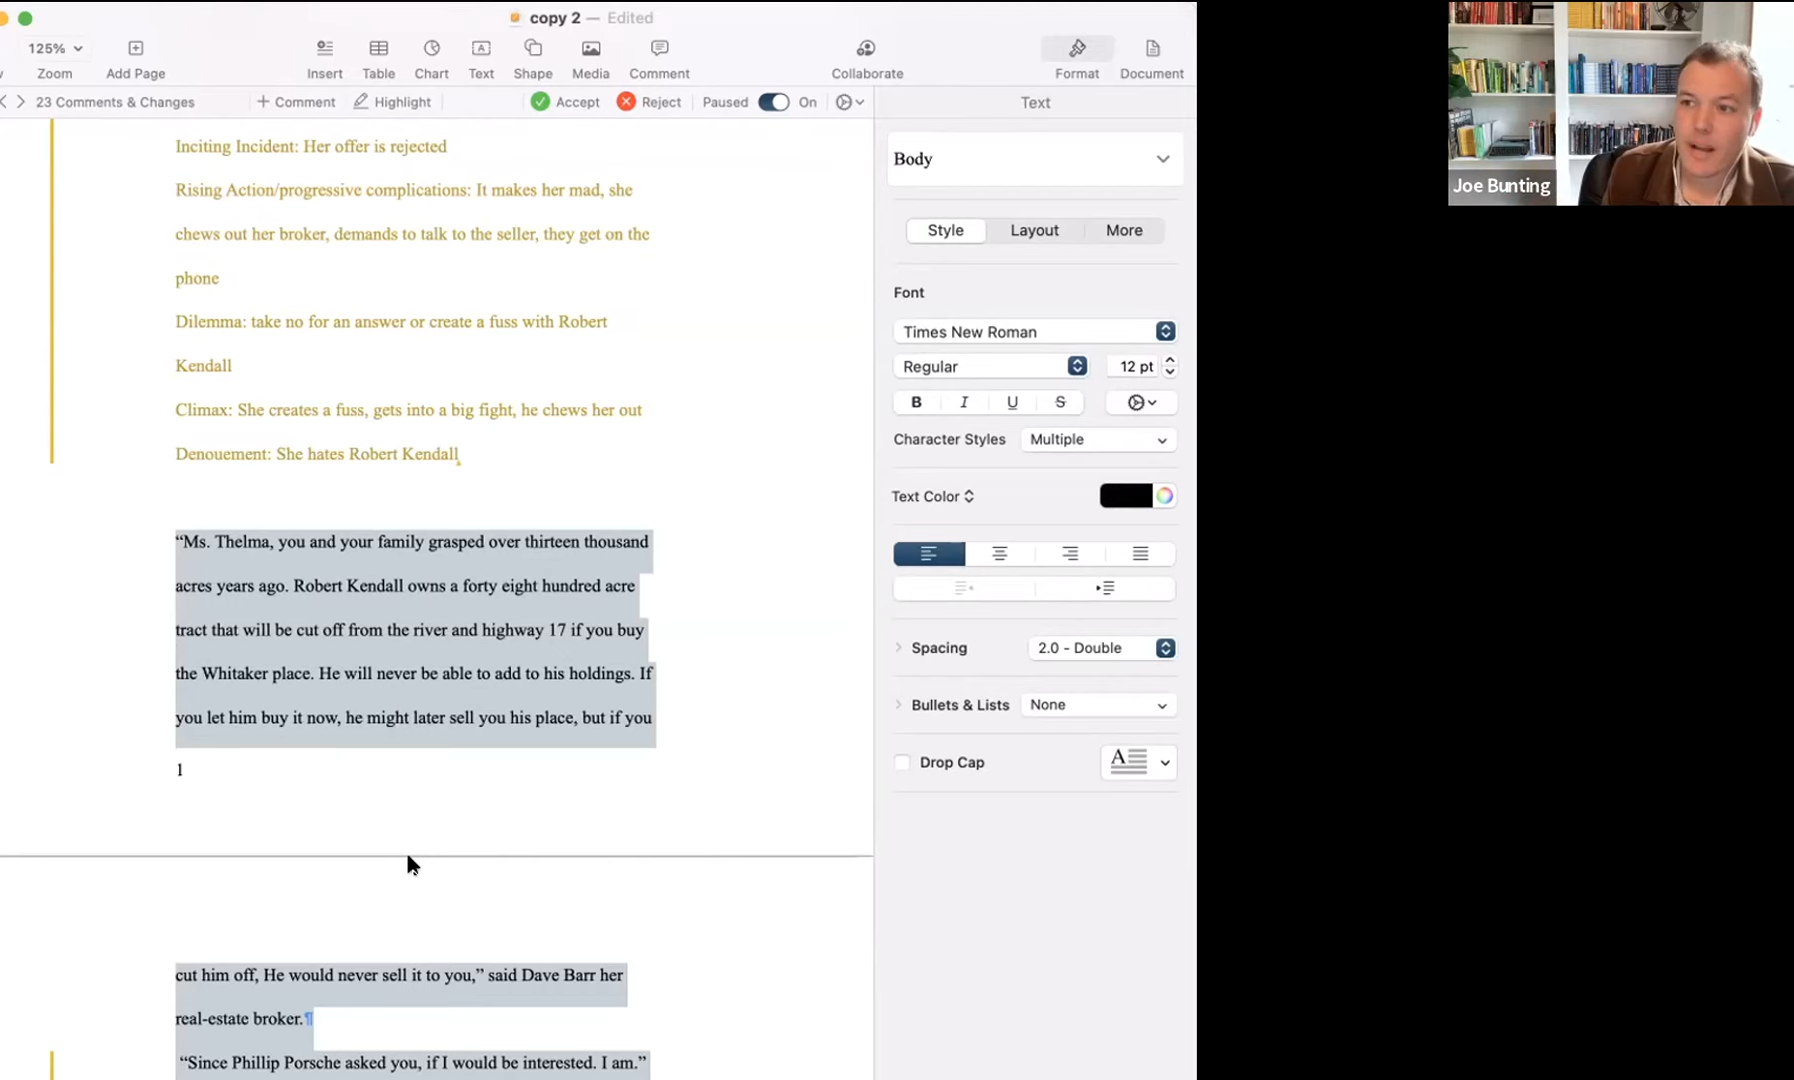 copy 2 — Edited
125%
Zoom
Add Page
Insert
Table
Chart
Text
Shape
Media
Comment
Collaborate
Format
Document
23 Comments & Changes
+ Comment
Highlight
Accept
Reject
Paused
On
Text
Inciting Incident: Her offer is rejected
Rising Action/progressive complications: It makes her mad, she
chews out her broker, demands to talk to the seller, they get on the
phone
Dilemma: take no for an answer or create a fuss with Robert
Kendall
Climax: She creates a fuss, gets into a big fight, he chews her out
Denouement: She hates Robert Kendall
“Ms. Thelma, you and your family grasped over thirteen thousand
acres years ago. Robert Kendall owns a forty eight hundred acre
tract that will be cut off from the river and highway 17 if you buy
the Whitaker place. He will never be able to add to his holdings. If
you let him buy it now, he might later sell you his place, but if you
1
cut him off, He would never sell it to you,” said Dave Barr her
real-estate broker.¶
“Since Phillip Porsche asked you, if I would be interested. I am.”
Body
Style
Layout
More
Font
Times New Roman
Regular
12 pt
B
I
U
S
Character Styles
Multiple
Text Color
Spacing
2.0 - Double
Bullets & Lists
None
Drop Cap
A
Joe Bunting